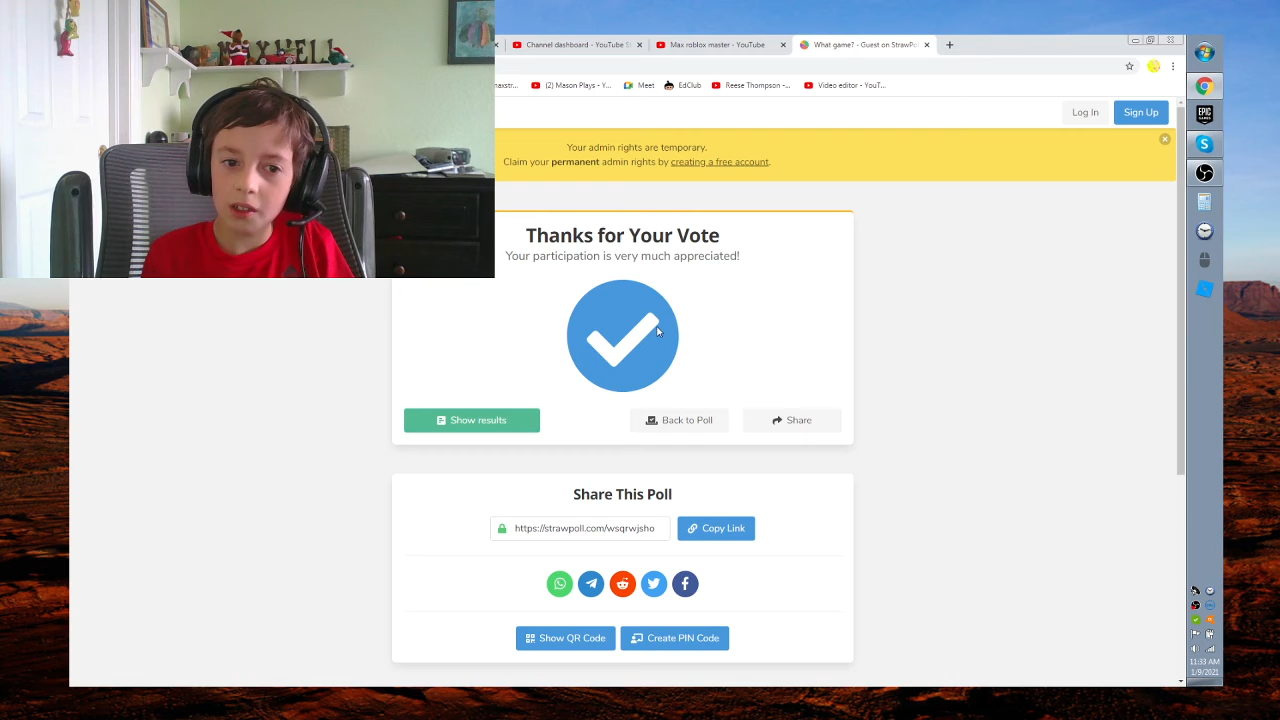 Channel dashboard - YouTube S
Max roblox master - YouTube
What game? - Guest on StrawPo
maxstr...
(2) Mason Plays - Y...
Meet
EdClub
Reese Thompson -...
Video editor - YouT...
Log In
Sign Up
Your admin rights are temporary.
Claim your permanent admin rights by creating a free account.
Thanks for Your Vote
Your participation is very much appreciated!
Show results
Back to Poll
Share
Share This Poll
https://strawpoll.com/wsqrwjsho
Copy Link
Show QR Code
Create PIN Code
EPIC
GAMES
11:33 AM
1/9/2021